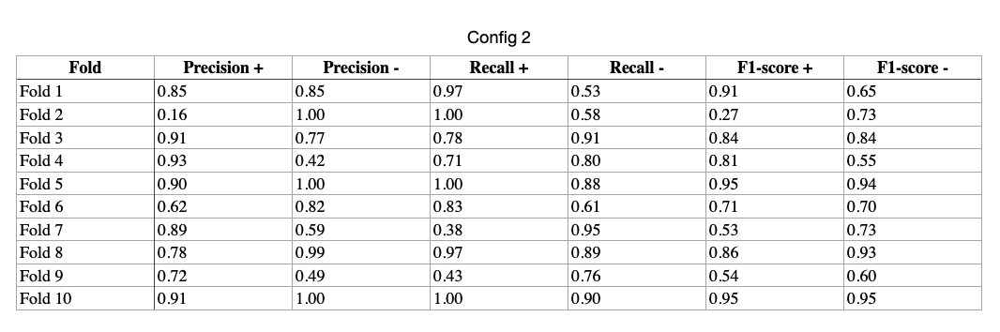 Config 2
Fold Precision + Precision - Recall + Recall - F1-score + F1-score -
Fold 1 0.85 0.85 0.97 0.53 0.91 0.65
Fold 2 0.16 1.00 1.00 0.58 0.27 0.73
Fold 3 0.91 0.77 0.78 0.91 0.84 0.84
Fold 4 0.93 0.42 0.71 0.80 0.81 0.55
Fold 5 0.90 1.00 1.00 0.88 0.95 0.94
Fold 6 0.62 0.82 0.83 0.61 0.71 0.70
Fold 7 0.89 0.59 0.38 0.95 0.53 0.73
Fold 8 0.78 0.99 0.97 0.89 0.86 0.93
Fold 9 0.72 0.49 0.43 0.76 0.54 0.60
Fold 10 0.91 1.00 1.00 0.90 0.95 0.95